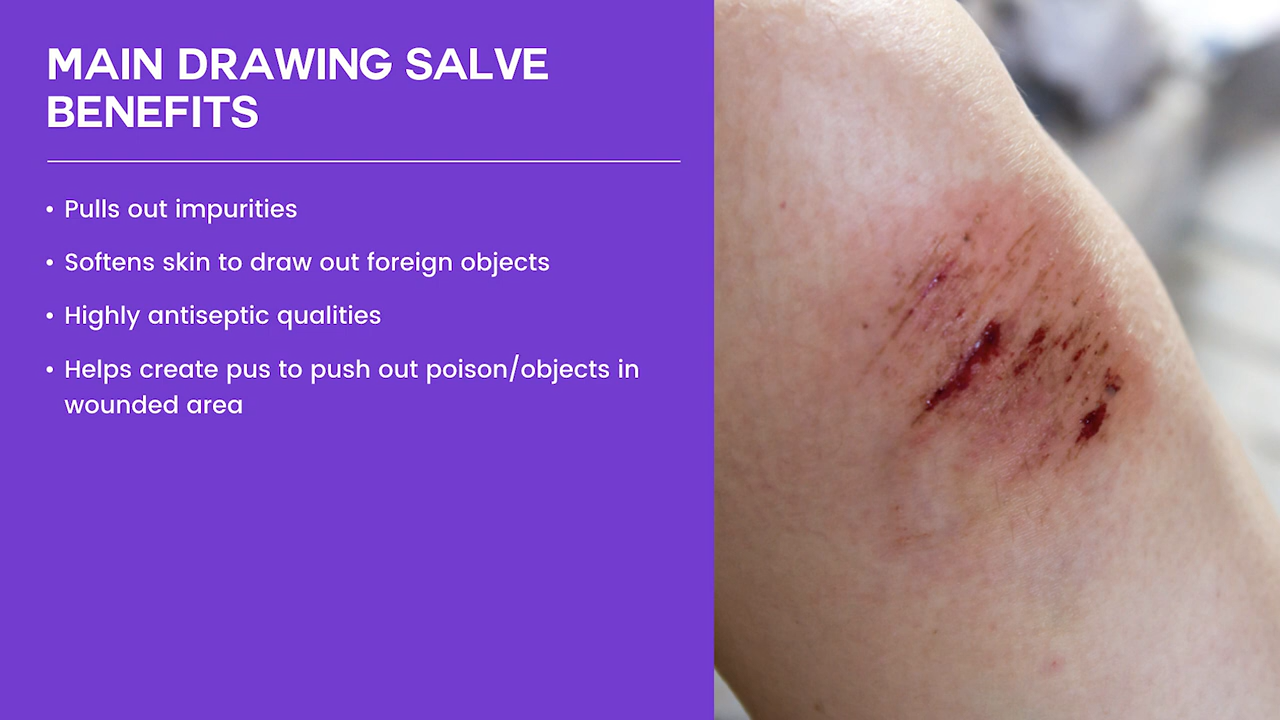 MAIN DRAWING SALVE
BENEFITS
• Pulls out impurities
• Softens skin to draw out foreign objects
• Highly antiseptic qualities
• Helps create pus to push out poison/objects in
wounded area